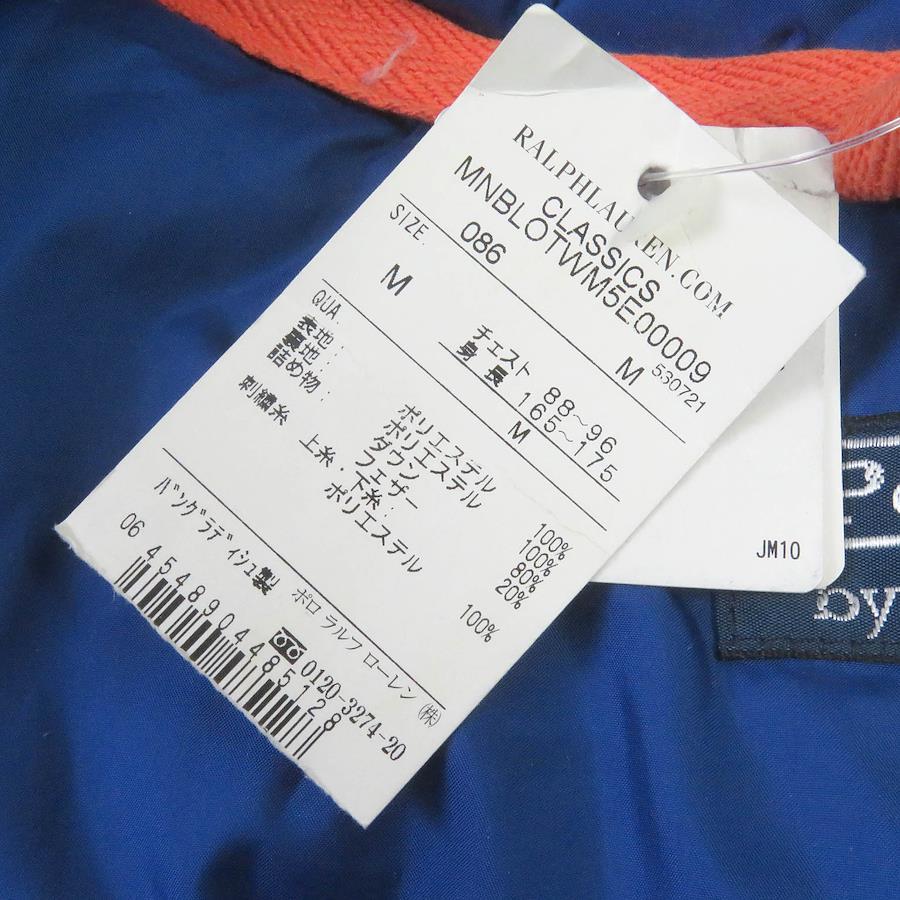 RALPHLAUREN.COM
CLASSICS
MNBLOTWM5E00009
086 M 530721
SIZE.
M
チェスト 88~96
身長 165~175
M
QUA.
表地: ポリエステル 100%
裏地: ポリエステル 100%
詰め物: ダウン 80%
フェザー 20%
刺繍糸 上糸.下糸:
ポリエステル 100%
バングラディシュ製
ポロ ラルフ ローレン(株)
0120-3274-20
06 4548904485128
JM10
by